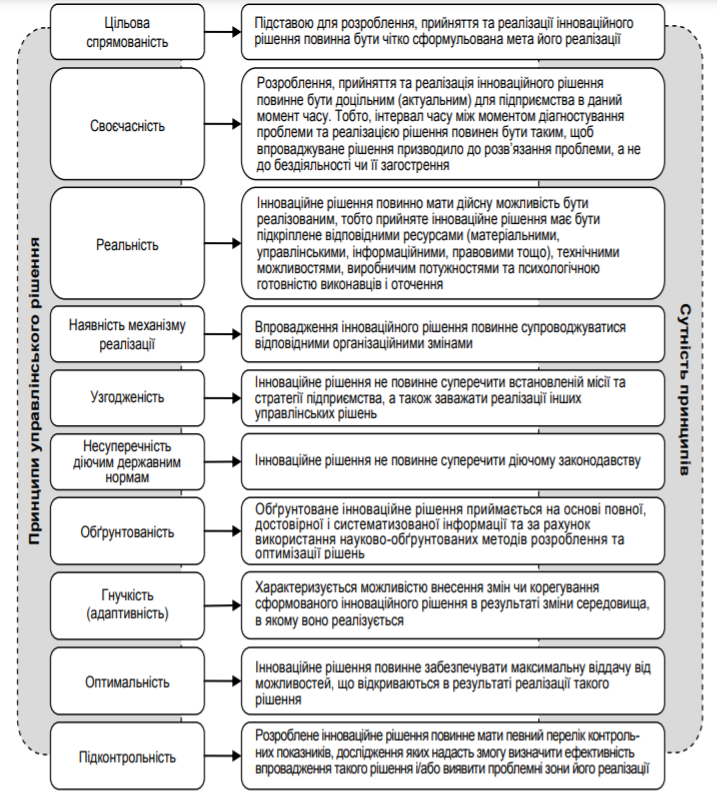 Цільова
спрямованість
Підставою для розроблення, прийняття та реалізації інноваційного
рішення повинна бути чітко сформульована мета його реалізації
Своєчасність
Розроблення, прийняття та реалізація інноваційного рішення
повинне бути доцільним (актуальним) для підприємства в даний
момент часу. Тобто, інтервал часу між моментом діагностування
проблеми та реалізацією рішення повинен бути таким, щоб
впроваджуване рішення призводило до розв’язання проблеми, а не
до бездіяльності чи її загострення
Реальність
Інноваційне рішення повинно мати дійсну можливість бути
реалізованим, тобто прийняте інноваційне рішення має бути
підкріплене відповідними ресурсами (матеріальними,
управлінськими, інформаційними, правовими тощо), технічними
можливостями, виробничим потужностями та психологічною
готовністю виконавців і оточення
Наявність механізму
реалізації
Впровадження інноваційного рішення повинне супроводжуватися
відповідними організаційними змінами
Узгодженість
Інноваційне рішення не повинне суперечити встановленій місії та
стратегії підприємства, а також заважати реалізації інших
управлінських рішень
Несуперечність
діючим державним
нормам
Інноваційне рішення не повинне суперечити діючому законодавству
Обґрунтованість
Обґрунтоване інноваційне рішення приймається на основі повної,
достовірної і систематизованої інформації та за рахунок
використання науково-обґрунтованих методів розроблення та
оптимізації рішень
Гнучкість
(адаптивність)
Характеризується можливістю внесення змін чи корегування
сформованого інноваційного рішення в результаті зміни середовища,
в якому воно реалізується
Оптимальність
Інноваційне рішення повинне забезпечувати максимальну віддачу від
можливостей, що відкриваються в результаті реалізації такого
рішення
Підконтрольність
Розроблене інноваційне рішення повинне мати певний перелік контроль-
них показників, дослідження яких надасть змогу визначити ефективність
впровадження такого рішення і/або виявити проблемні зони його реалізації
Принципи управлінського рішення
Сутність принципів